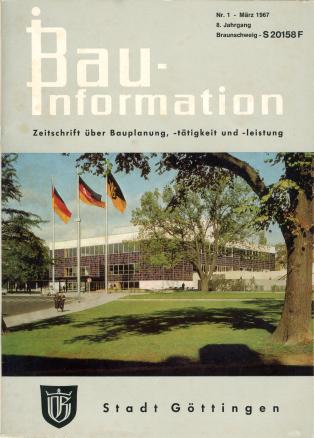 Nr. 1 - März 1967
8. Jahrgang
Braunschweig - S 20158 F
Bau-
information
Zeitschrift über Bauplanung, -tätigkeit und -leistung
Stadt Göttingen